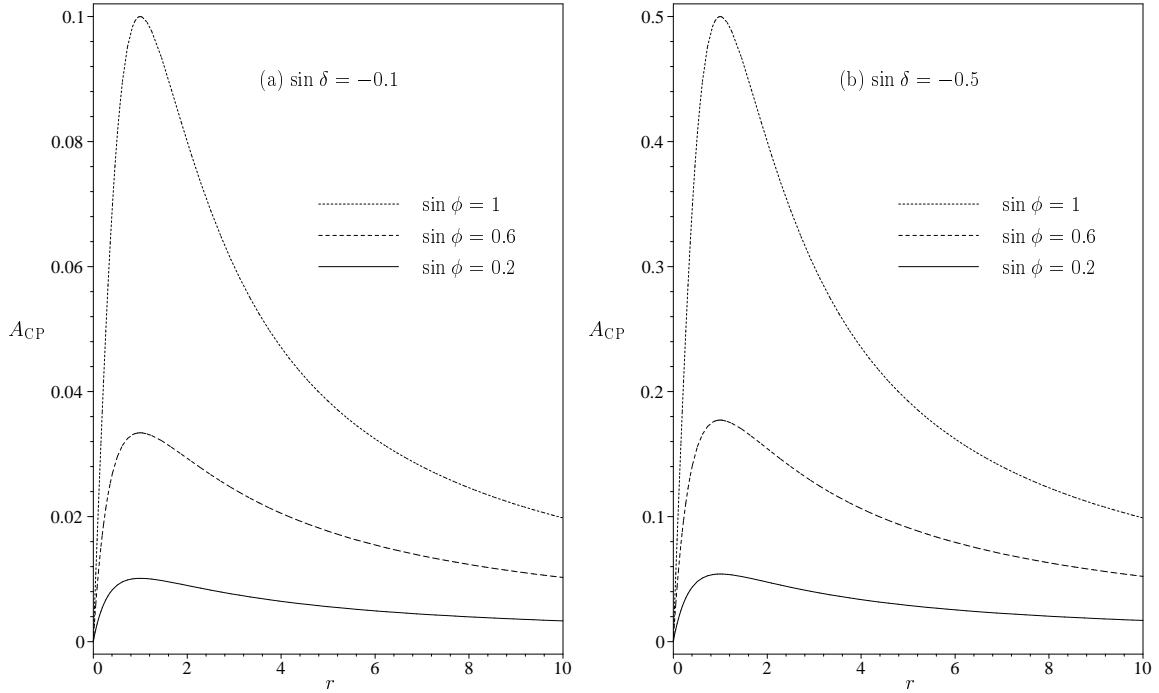 0.1
0.08
0.06
0.04
0.02
0
A_CP
(a) sin δ = −0.1
sin ϕ = 1
sin ϕ = 0.6
sin ϕ = 0.2
0 2 4 6 8 10
r
0.5
0.4
0.3
0.2
0.1
0
A_CP
(b) sin δ = −0.5
sin ϕ = 1
sin ϕ = 0.6
sin ϕ = 0.2
0 2 4 6 8 10
r